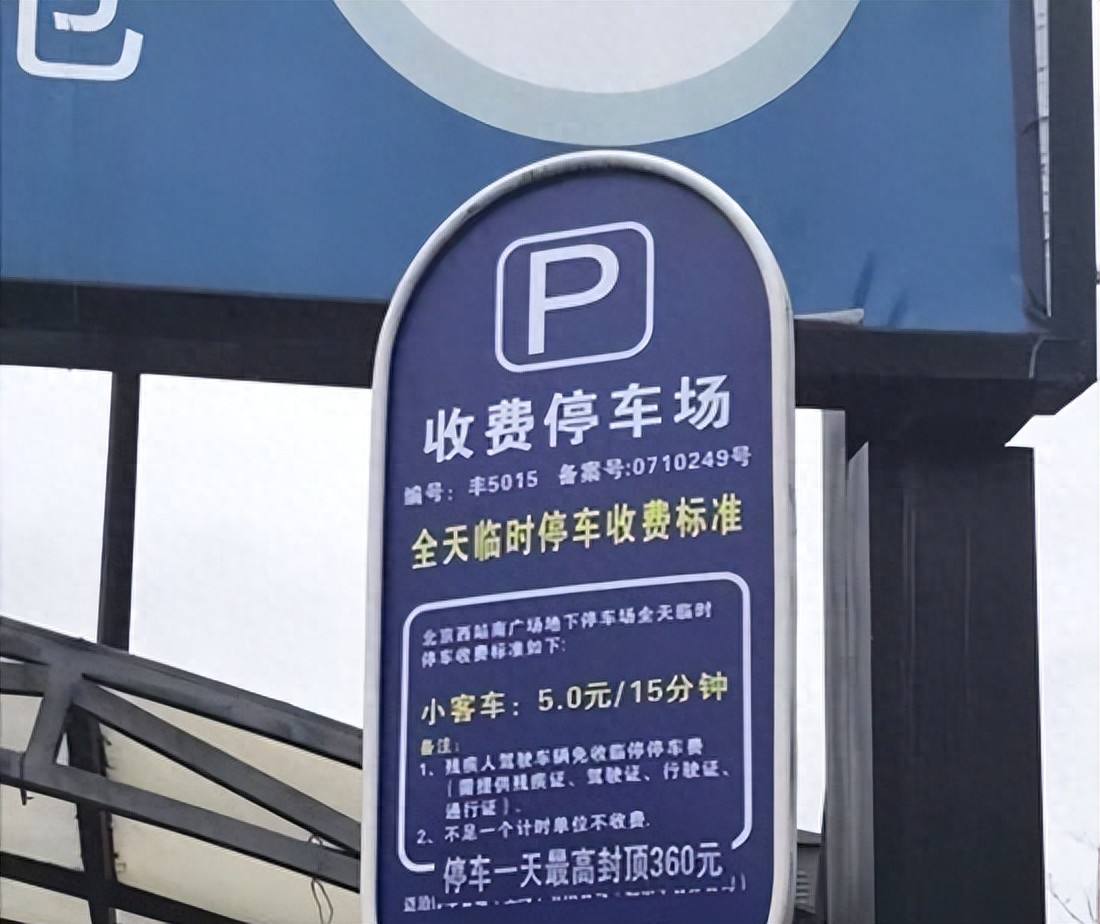 P
收费停车场
编号：丰5015 备案号:0710249号
全天临时停车收费标准
北京西站南广场地下停车场全天临时
停车收费标准如下:
小客车：5.0元/15分钟
备注：
1、残疾人驾驶车辆免收临停停车费
（需提供残疾证、驾驶证、行驶证、
通行证）.
2、不足一个计时单位不收费.
停车一天最高封顶360元